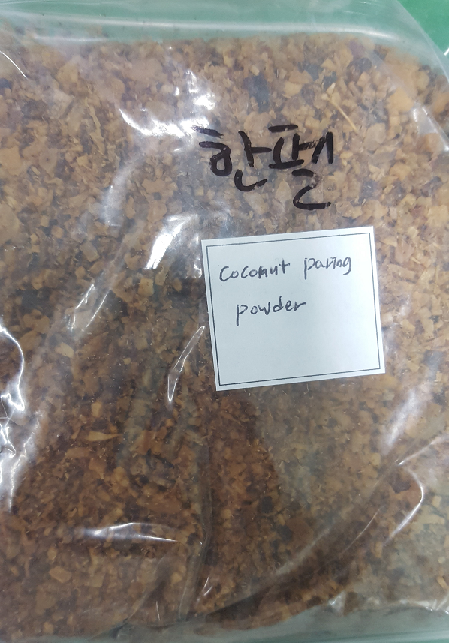 한펠
Coconut paring
powder